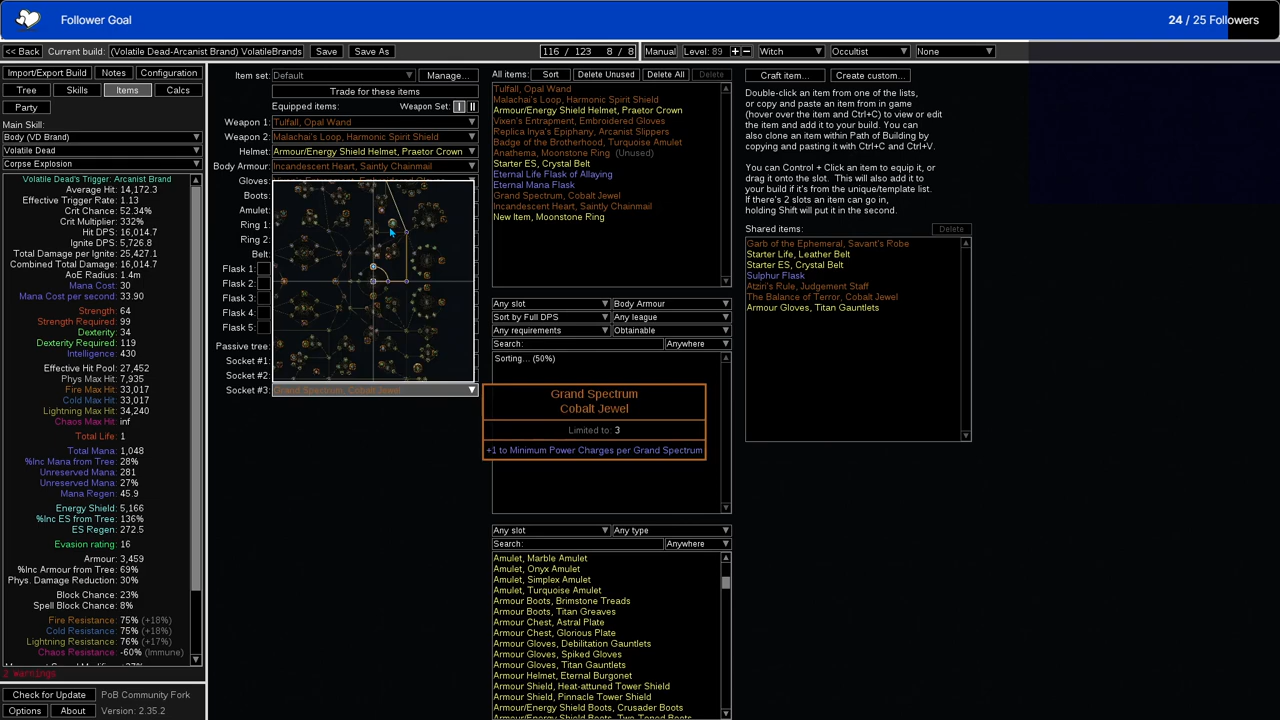 Follower Goal
24 / 25 Followers
<< Back
Current build:
(Volatile Dead-Arcanist Brand) VolatileBrands
Save
Save As
116 / 123
8 / 8
Manual
Level: 89
+
Witch
Occultist
None
Import/Export Build
Notes
Configuration
Tree
Skills
Items
Calcs
Party
Main Skill:
Body (VD Brand)
Volatile Dead
Corpse Explosion
Volatile Dead's Trigger: Arcanist Brand
Average Hit: 14,172.3
Effective Trigger Rate: 1.13
Crit Chance: 52.34%
Crit Multiplier: 332%
Hit DPS: 16,014.7
Ignite DPS: 5,726.8
Total Damage per Ignite: 25,427.1
Combined Total Damage: 16,014.7
AoE Radius: 1.4m
Mana Cost: 30
Mana Cost per second: 33.90
Strength: 64
Strength Required: 99
Dexterity: 34
Dexterity Required: 119
Intelligence: 430
Effective Hit Pool: 27,452
Phys Max Hit: 7,935
Fire Max Hit: 33,017
Cold Max Hit: 33,017
Lightning Max Hit: 34,240
Chaos Max Hit: inf
Total Life: 1
Total Mana: 1,048
%Inc Mana from Tree: 28%
Unreserved Mana: 281
Unreserved Mana: 27%
Mana Regen: 45.9
Energy Shield: 5,166
%Inc ES from Tree: 136%
ES Regen: 272.5
Evasion rating: 16
Armour: 3,459
%Inc Armour from Tree: 69%
Phys. Damage Reduction: 30%
Block Chance: 23%
Spell Block Chance: 8%
Fire Resistance: 75% (+18%)
Cold Resistance: 75% (+18%)
Lightning Resistance: 76% (+17%)
Chaos Resistance: -60% (Immune)
2 warnings
Check for Update
PoB Community Fork
Options
About
Version: 2.35.2
Item set:
Default
Manage...
Trade for these items
Equipped items:
Weapon Set:
I
II
Weapon 1:
Tulfall, Opal Wand
Weapon 2:
Malachai's Loop, Harmonic Spirit Shield
Helmet:
Armour/Energy Shield Helmet, Praetor Crown
Body Armour:
Incandescent Heart, Saintly Chainmail
Gloves:
Boots:
Amulet:
Ring 1:
Ring 2:
Belt:
Flask 1:
Flask 2:
Flask 3:
Flask 4:
Flask 5:
Passive tree:
Socket #1:
Socket #2:
Socket #3:
Grand Spectrum, Cobalt Jewel
All items:
Sort
Delete Unused
Delete All
Delete
Tulfall, Opal Wand
Malachai's Loop, Harmonic Spirit Shield
Armour/Energy Shield Helmet, Praetor Crown
Vixen's Entrapment, Embroidered Gloves
Replica Inya's Epiphany, Arcanist Slippers
Badge of the Brotherhood, Turquoise Amulet
Anathema, Moonstone Ring (Unused)
Starter ES, Crystal Belt
Eternal Life Flask of Allaying
Eternal Mana Flask
Grand Spectrum, Cobalt Jewel
Incandescent Heart, Saintly Chainmail
New Item, Moonstone Ring
Any slot
Body Armour
Sort by Full DPS
Any league
Any requirements
Obtainable
Search:
Anywhere
Sorting... (50%)
Grand Spectrum
Cobalt Jewel
Limited to: 3
+1 to Minimum Power Charges per Grand Spectrum
Any slot
Any type
Search:
Anywhere
Amulet, Marble Amulet
Amulet, Onyx Amulet
Amulet, Simplex Amulet
Amulet, Turquoise Amulet
Armour Boots, Brimstone Treads
Armour Boots, Titan Greaves
Armour Chest, Astral Plate
Armour Chest, Glorious Plate
Armour Gloves, Debilitation Gauntlets
Armour Gloves, Spiked Gloves
Armour Gloves, Titan Gauntlets
Armour Helmet, Eternal Burgonet
Armour Shield, Heat-attuned Tower Shield
Armour Shield, Pinnacle Tower Shield
Armour/Energy Shield Boots, Crusader Boots
Armour/Energy Shield Boots, Two-Toned Boots
Craft item...
Create custom...
Double-click an item from one of the lists,
or copy and paste an item from in game
(hover over the item and Ctrl+C) to view or edit
the item and add it to your build. You can
also clone an item within Path of Building by
copying and pasting it with Ctrl+C and Ctrl+V.
You can Control + Click an item to equip it, or
drag it onto the slot. This will also add it to
your build if it's from the unique/template list.
If there's 2 slots an item can go in,
holding Shift will put it in the second.
Shared items:
Delete
Garb of the Ephemeral, Savant's Robe
Starter Life, Leather Belt
Starter ES, Crystal Belt
Sulphur Flask
Atziri's Rule, Judgement Staff
The Balance of Terror, Cobalt Jewel
Armour Gloves, Titan Gauntlets